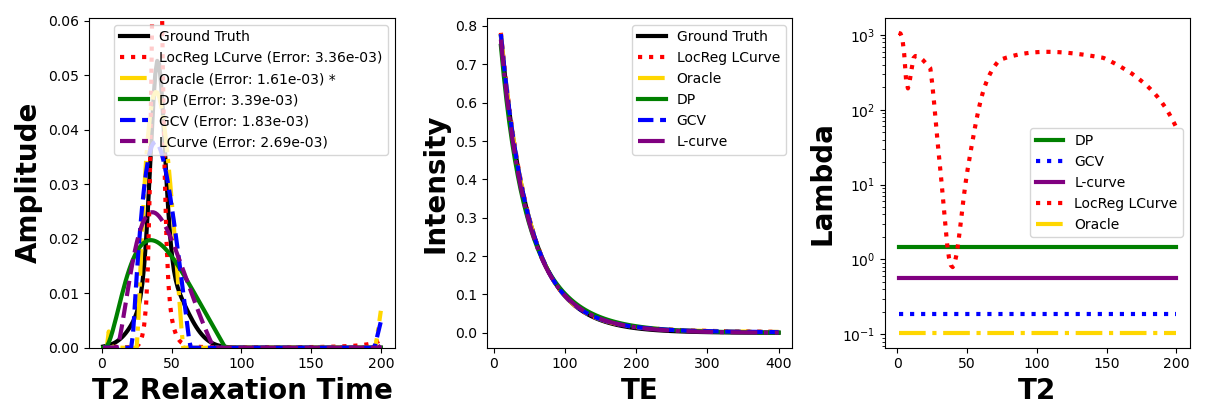 Amplitude
0.06
0.05
0.04
0.03
0.02
0.01
0.00
0
50
100
150
200
T2 Relaxation Time
Ground Truth
LocReg LCurve (Error: 3.36e-03)
Oracle (Error: 1.61e-03) *
DP (Error: 3.39e-03)
GCV (Error: 1.83e-03)
LCurve (Error: 2.69e-03)
Intensity
0.8
0.7
0.6
0.5
0.4
0.3
0.2
0.1
0.0
0
100
200
300
400
TE
Ground Truth
LocReg LCurve
Oracle
DP
GCV
L-curve
Lambda
10³
10²
10¹
10⁰
10⁻¹
0
50
100
150
200
T2
DP
GCV
L-curve
LocReg LCurve
Oracle